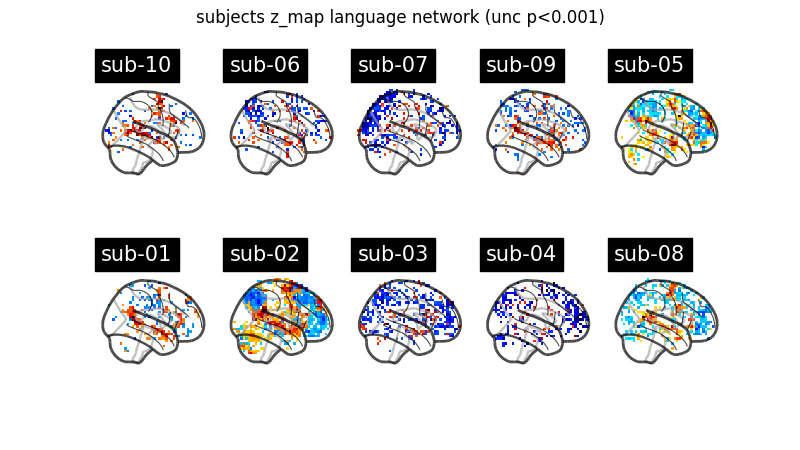 subjects z_map language network (unc p<0.001)
sub-10
sub-06
sub-07
sub-09
sub-05
sub-01
sub-02
sub-03
sub-04
sub-08